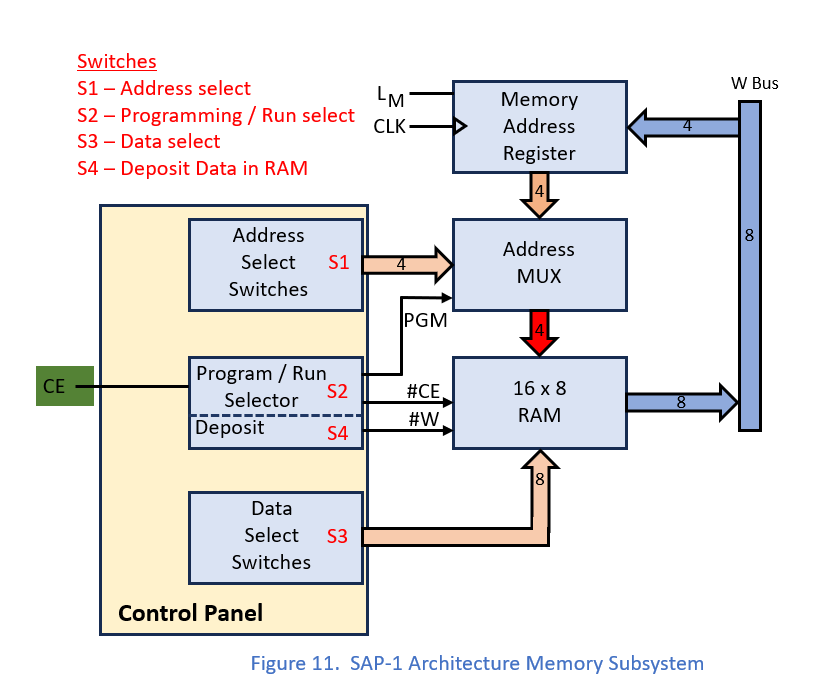 Switches
S1 – Address select
S2 – Programming / Run select
S3 – Data select
S4 – Deposit Data in RAM
LM
CLK
Memory
Address
Register
W Bus
4
8
4
Address
Select
Switches
S1
4
Address
MUX
PGM
4
CE
Program / Run
Selector
S2
Deposit
S4
#CE
#W
16 x 8
RAM
8
8
Data
Select
Switches
S3
Control Panel
Figure 11. SAP-1 Architecture Memory Subsystem